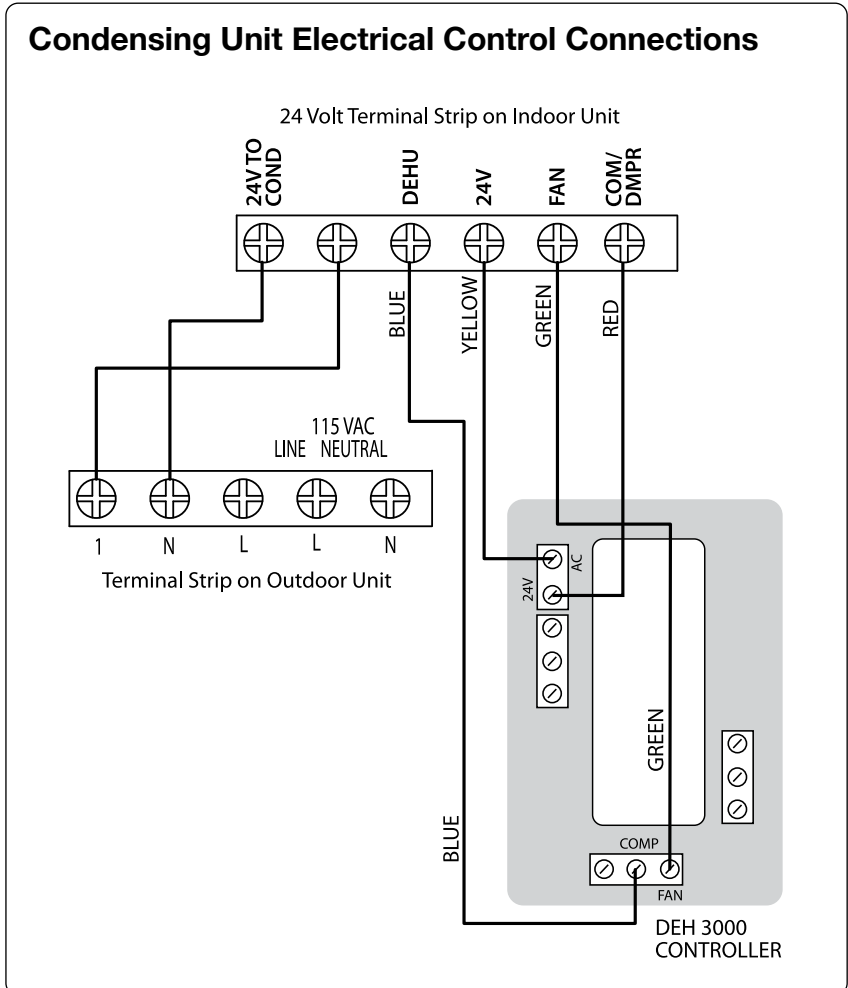 Condensing Unit Electrical Control Connections
24 Volt Terminal Strip on Indoor Unit
24V TO
COND
DEHU
24V
FAN
COM/
DMPR
BLUE
YELLOW
GREEN
RED
115 VAC
LINE NEUTRAL
1 N L L N
Terminal Strip on Outdoor Unit
AC
24V
GREEN
BLUE
COMP
FAN
DEH 3000
CONTROLLER